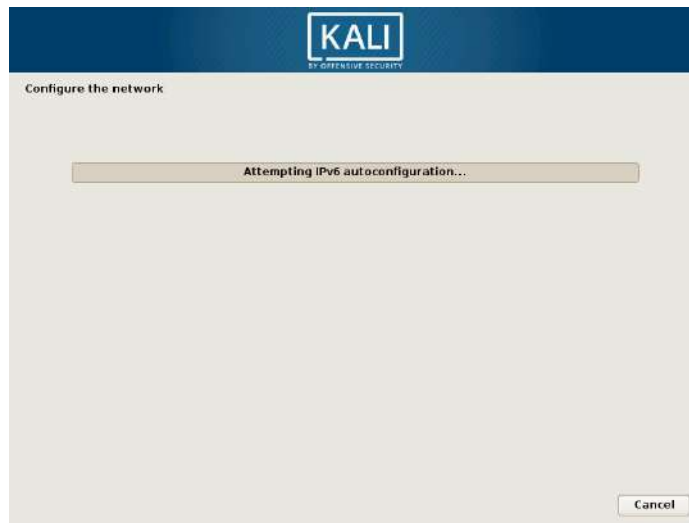 KALI
BY OFFENSIVE SECURITY
Configure the network
Attempting IPv6 autoconfiguration...
Cancel